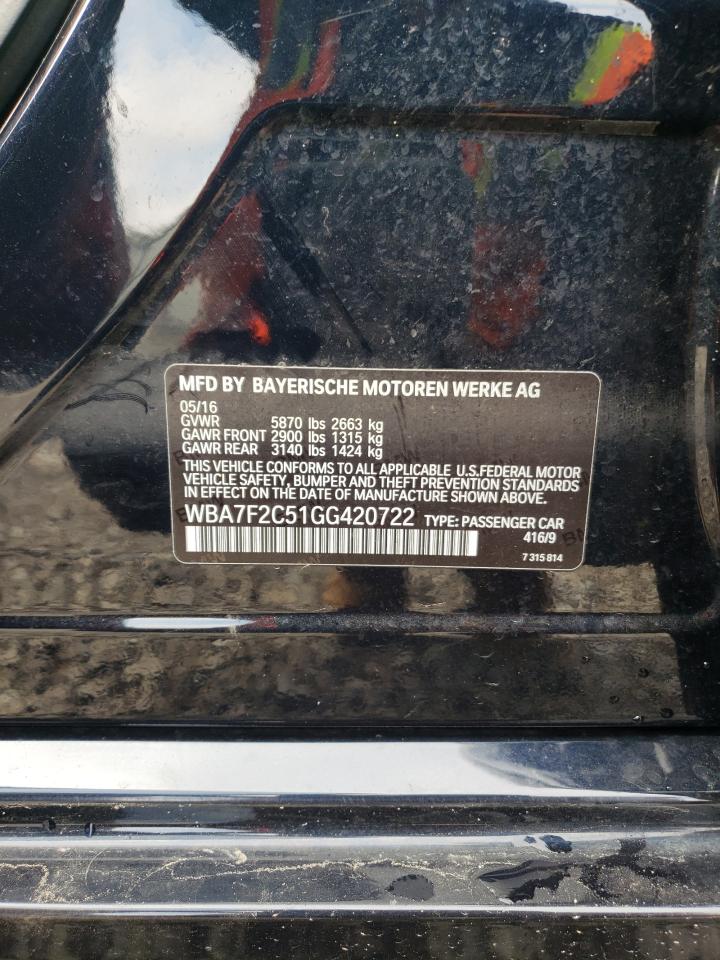 MFD BY BAYERISCHE MOTOREN WERKE AG
05/16
GVWR 5870 lbs 2663 kg
GAWR FRONT 2900 lbs 1315 kg
GAWR REAR 3140 lbs 1424 kg
THIS VEHICLE CONFORMS TO ALL APPLICABLE U.S.FEDERAL MOTOR
VEHICLE SAFETY, BUMPER AND THEFT PREVENTION STANDARDS
IN EFFECT ON THE DATE OF MANUFACTURE SHOWN ABOVE.
WBA7F2C51GG420722 TYPE: PASSENGER CAR
416/9
7 315 814